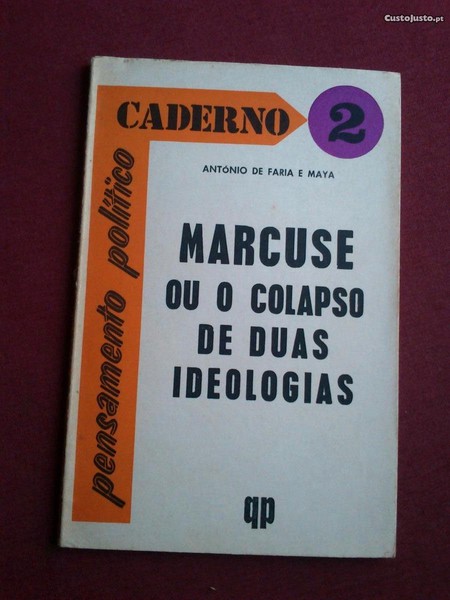 CustoJusto.pt
CADERNO 2
pensamento político
ANTÓNIO DE FARIA E MAYA
MARCUSE
OU O COLAPSO
DE DUAS
IDEOLOGIAS
qp